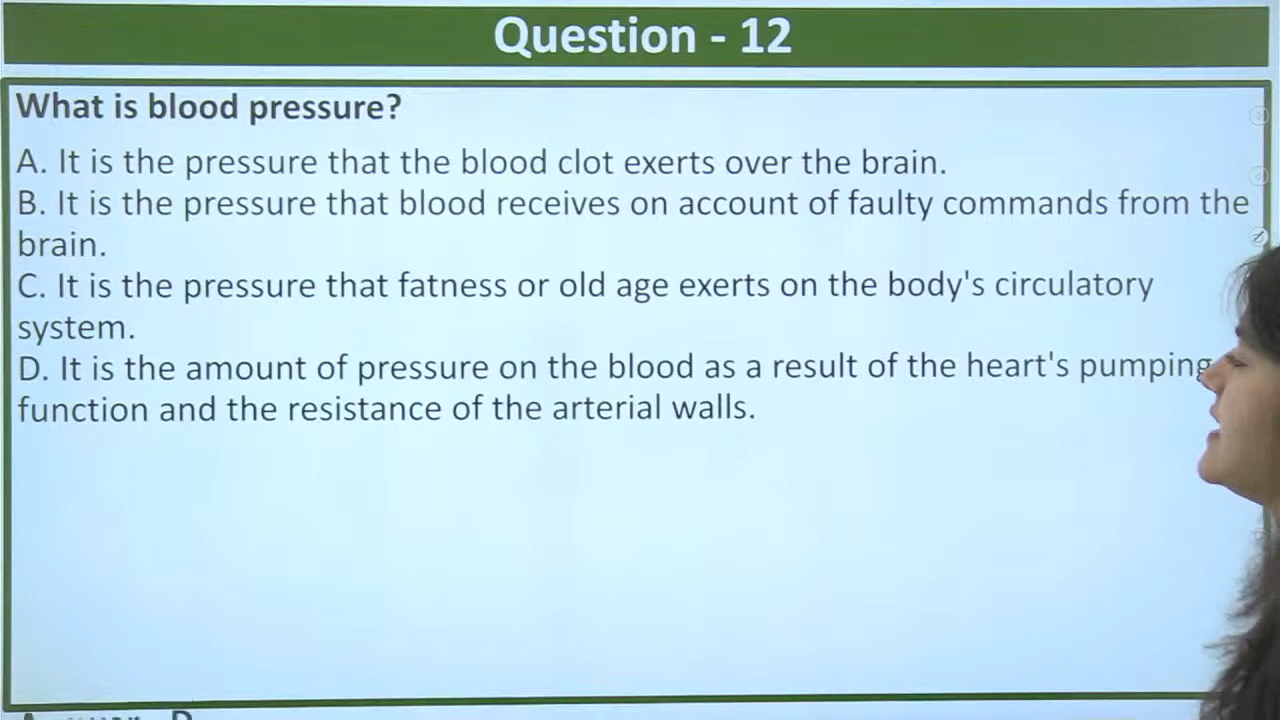 Question - 12
What is blood pressure?
A. It is the pressure that the blood clot exerts over the brain.
B. It is the pressure that blood receives on account of faulty commands from the
brain.
C. It is the pressure that fatness or old age exerts on the body's circulatory
system.
D. It is the amount of pressure on the blood as a result of the heart's pumping
function and the resistance of the arterial walls.